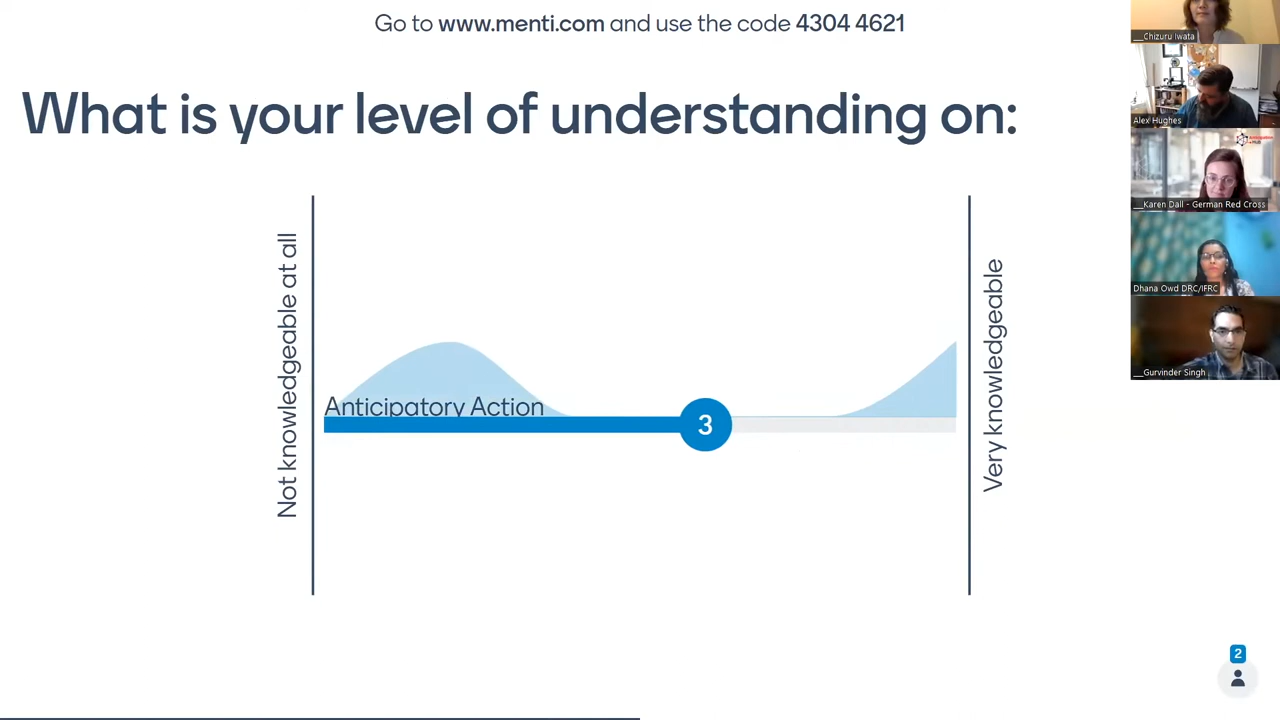 Go to www.menti.com and use the code 4304 4621
What is your level of understanding on:
Not knowledgeable at all
Anticipatory Action
3
Very knowledgeable
2
__Chizuru Iwata
Alex Hughes
Anticipation
HUB
__Karen Dall - German Red Cross
Dhana Owd DRC/IFRC
__Gurvinder Singh